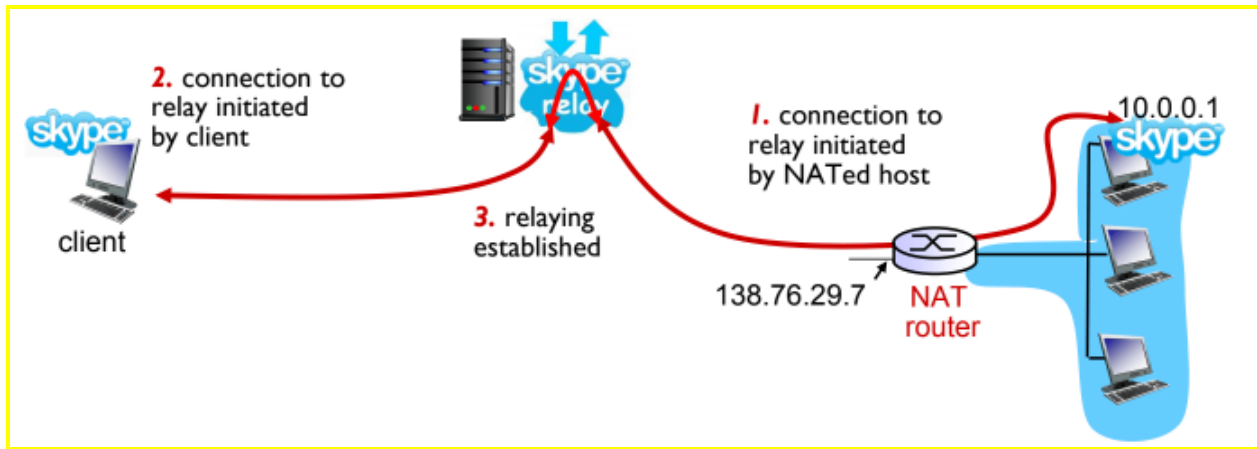 2. connection to
relay initiated
by client
skype
client
skype
relay
3. relaying
established
1. connection to
relay initiated
by NATed host
10.0.0.1
skype
138.76.29.7
NAT
router